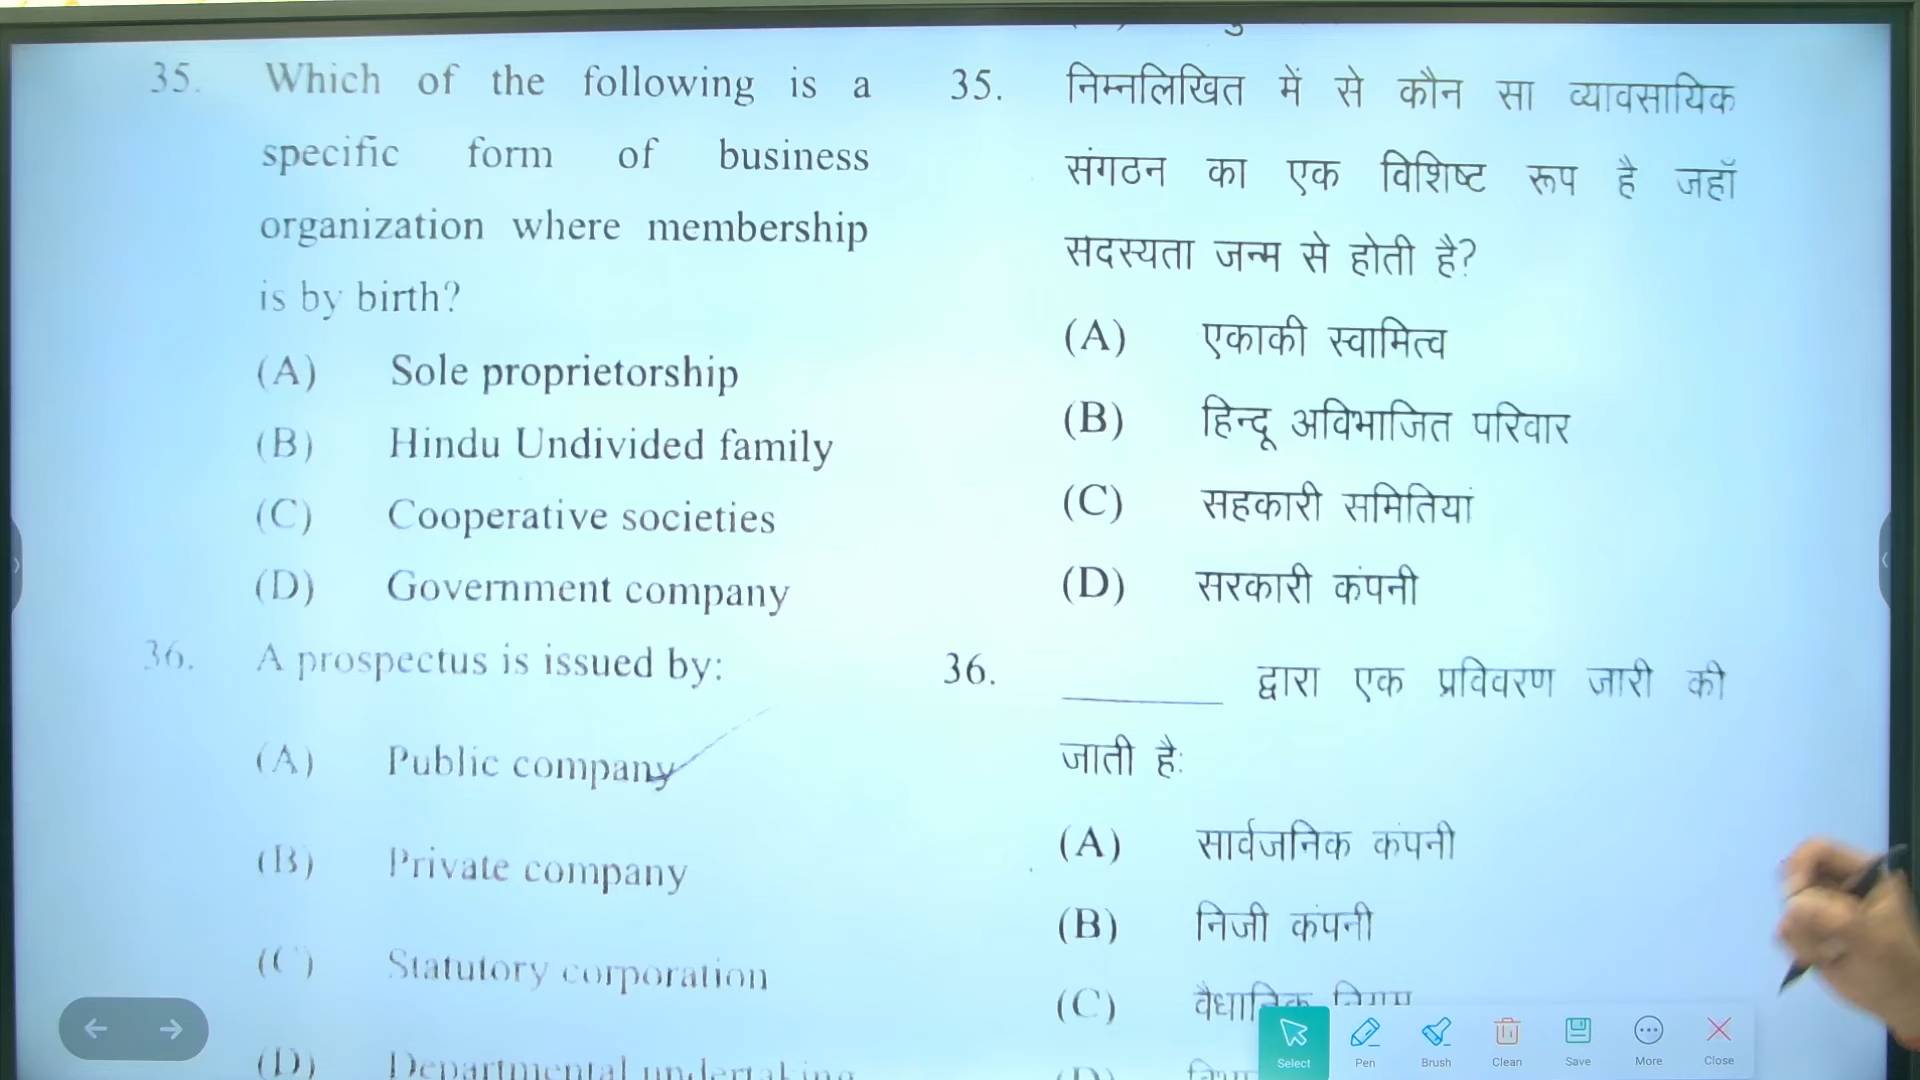 35. Which of the following is a
specific form of business
organization where membership
is by birth?
(A) Sole proprietorship
(B) Hindu Undivided family
(C) Cooperative societies
(D) Government company
36. A prospectus is issued by:
(A) Public company
(B) Private company
(C) Statutory corporation
(D) Departmental undertaking
35. निम्नलिखित में से कौन सा व्यावसायिक
संगठन का एक विशिष्ट रूप है जहाँ
सदस्यता जन्म से होती है?
(A) एकाकी स्वामित्व
(B) हिन्दू अविभाजित परिवार
(C) सहकारी समितियां
(D) सरकारी कंपनी
36. ________ द्वारा एक प्रविवरण जारी की
जाती है:
(A) सार्वजनिक कंपनी
(B) निजी कंपनी
(C) वैधानिक निगम
(D)
Select Pen Brush Clean Save More Close